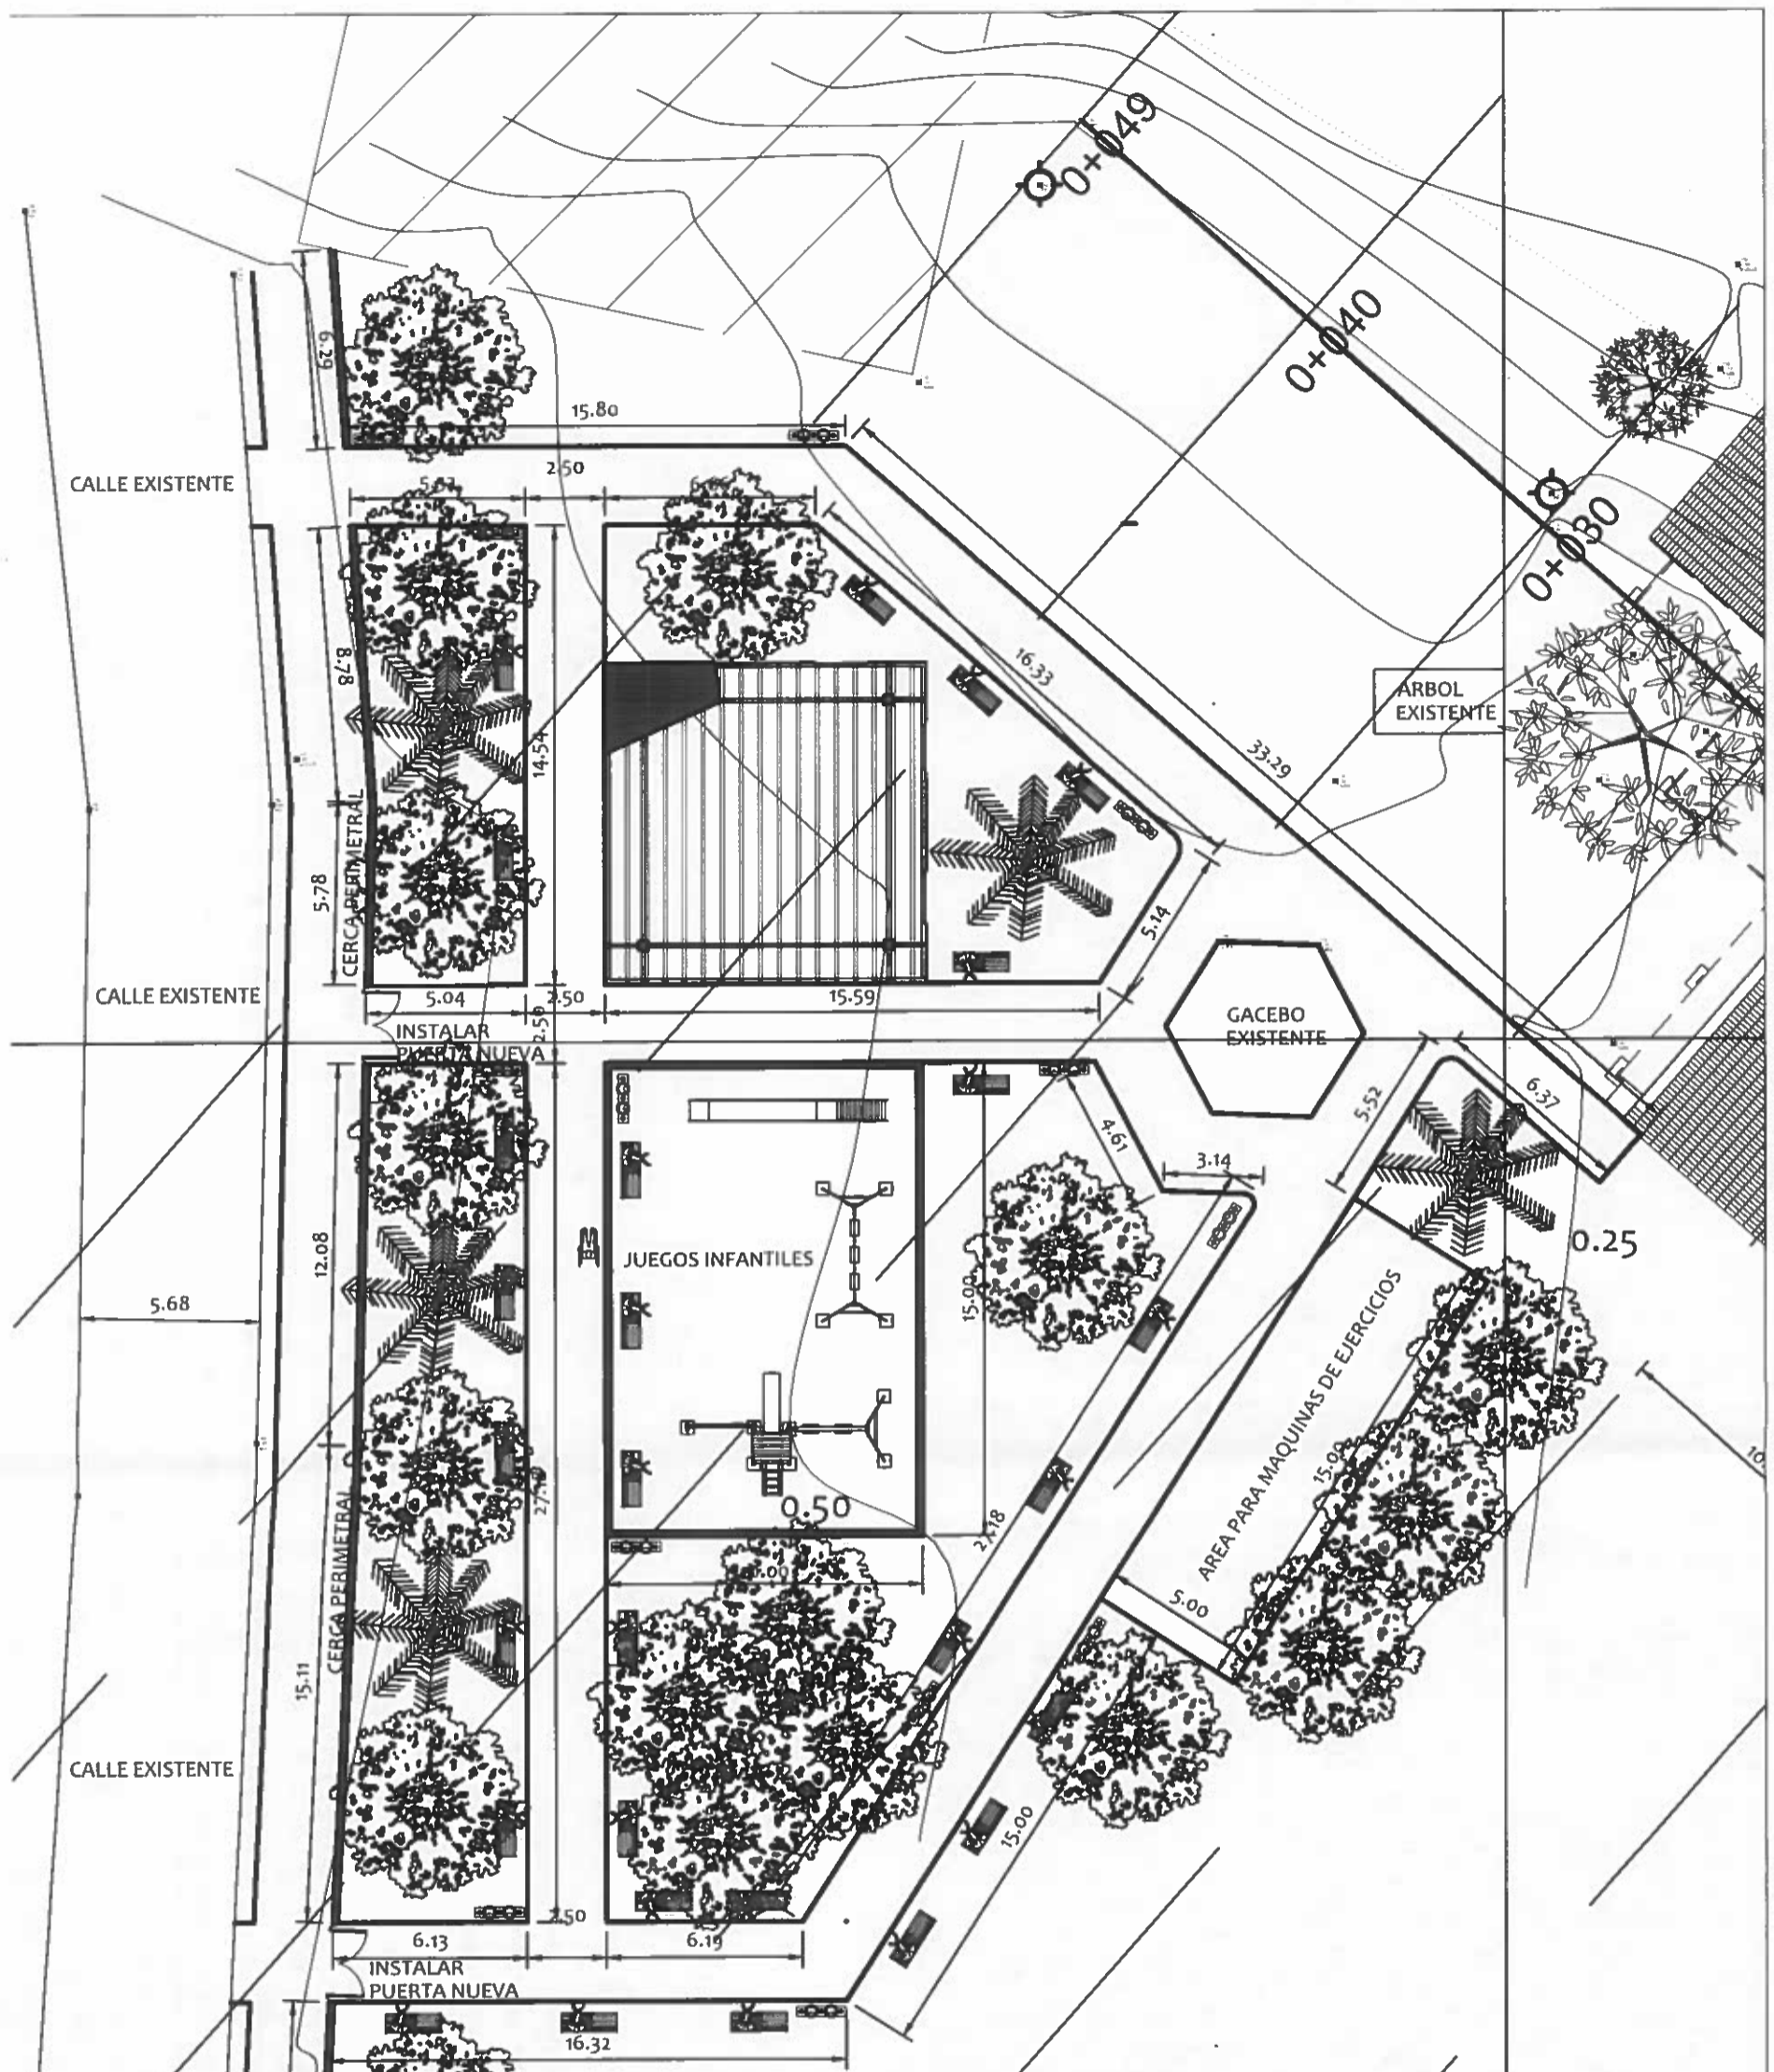 0+049
0+040
6.29
15.80
2.50
CALLE EXISTENTE
0+030
8.78
16.33
ARBOL
EXISTENTE
14.54
33.29
CERCA PERIMETRAL
5.78
5.14
CALLE EXISTENTE
5.04
2.50
15.59
GACEBO
EXISTENTE
INSTALAR
PUERTA NUEVA
2.50
5.52
6.37
4.61
3.14
12.08
JUEGOS INFANTILES
0.25
15.00
5.68
AREA PARA MAQUINAS DE EJERCICIOS
15.00
10.
0.50
27.18
CERCA PERIMETRAL
5.00
15.11
CALLE EXISTENTE
15.00
2.50
6.13
6.19
INSTALAR
PUERTA NUEVA
16.32